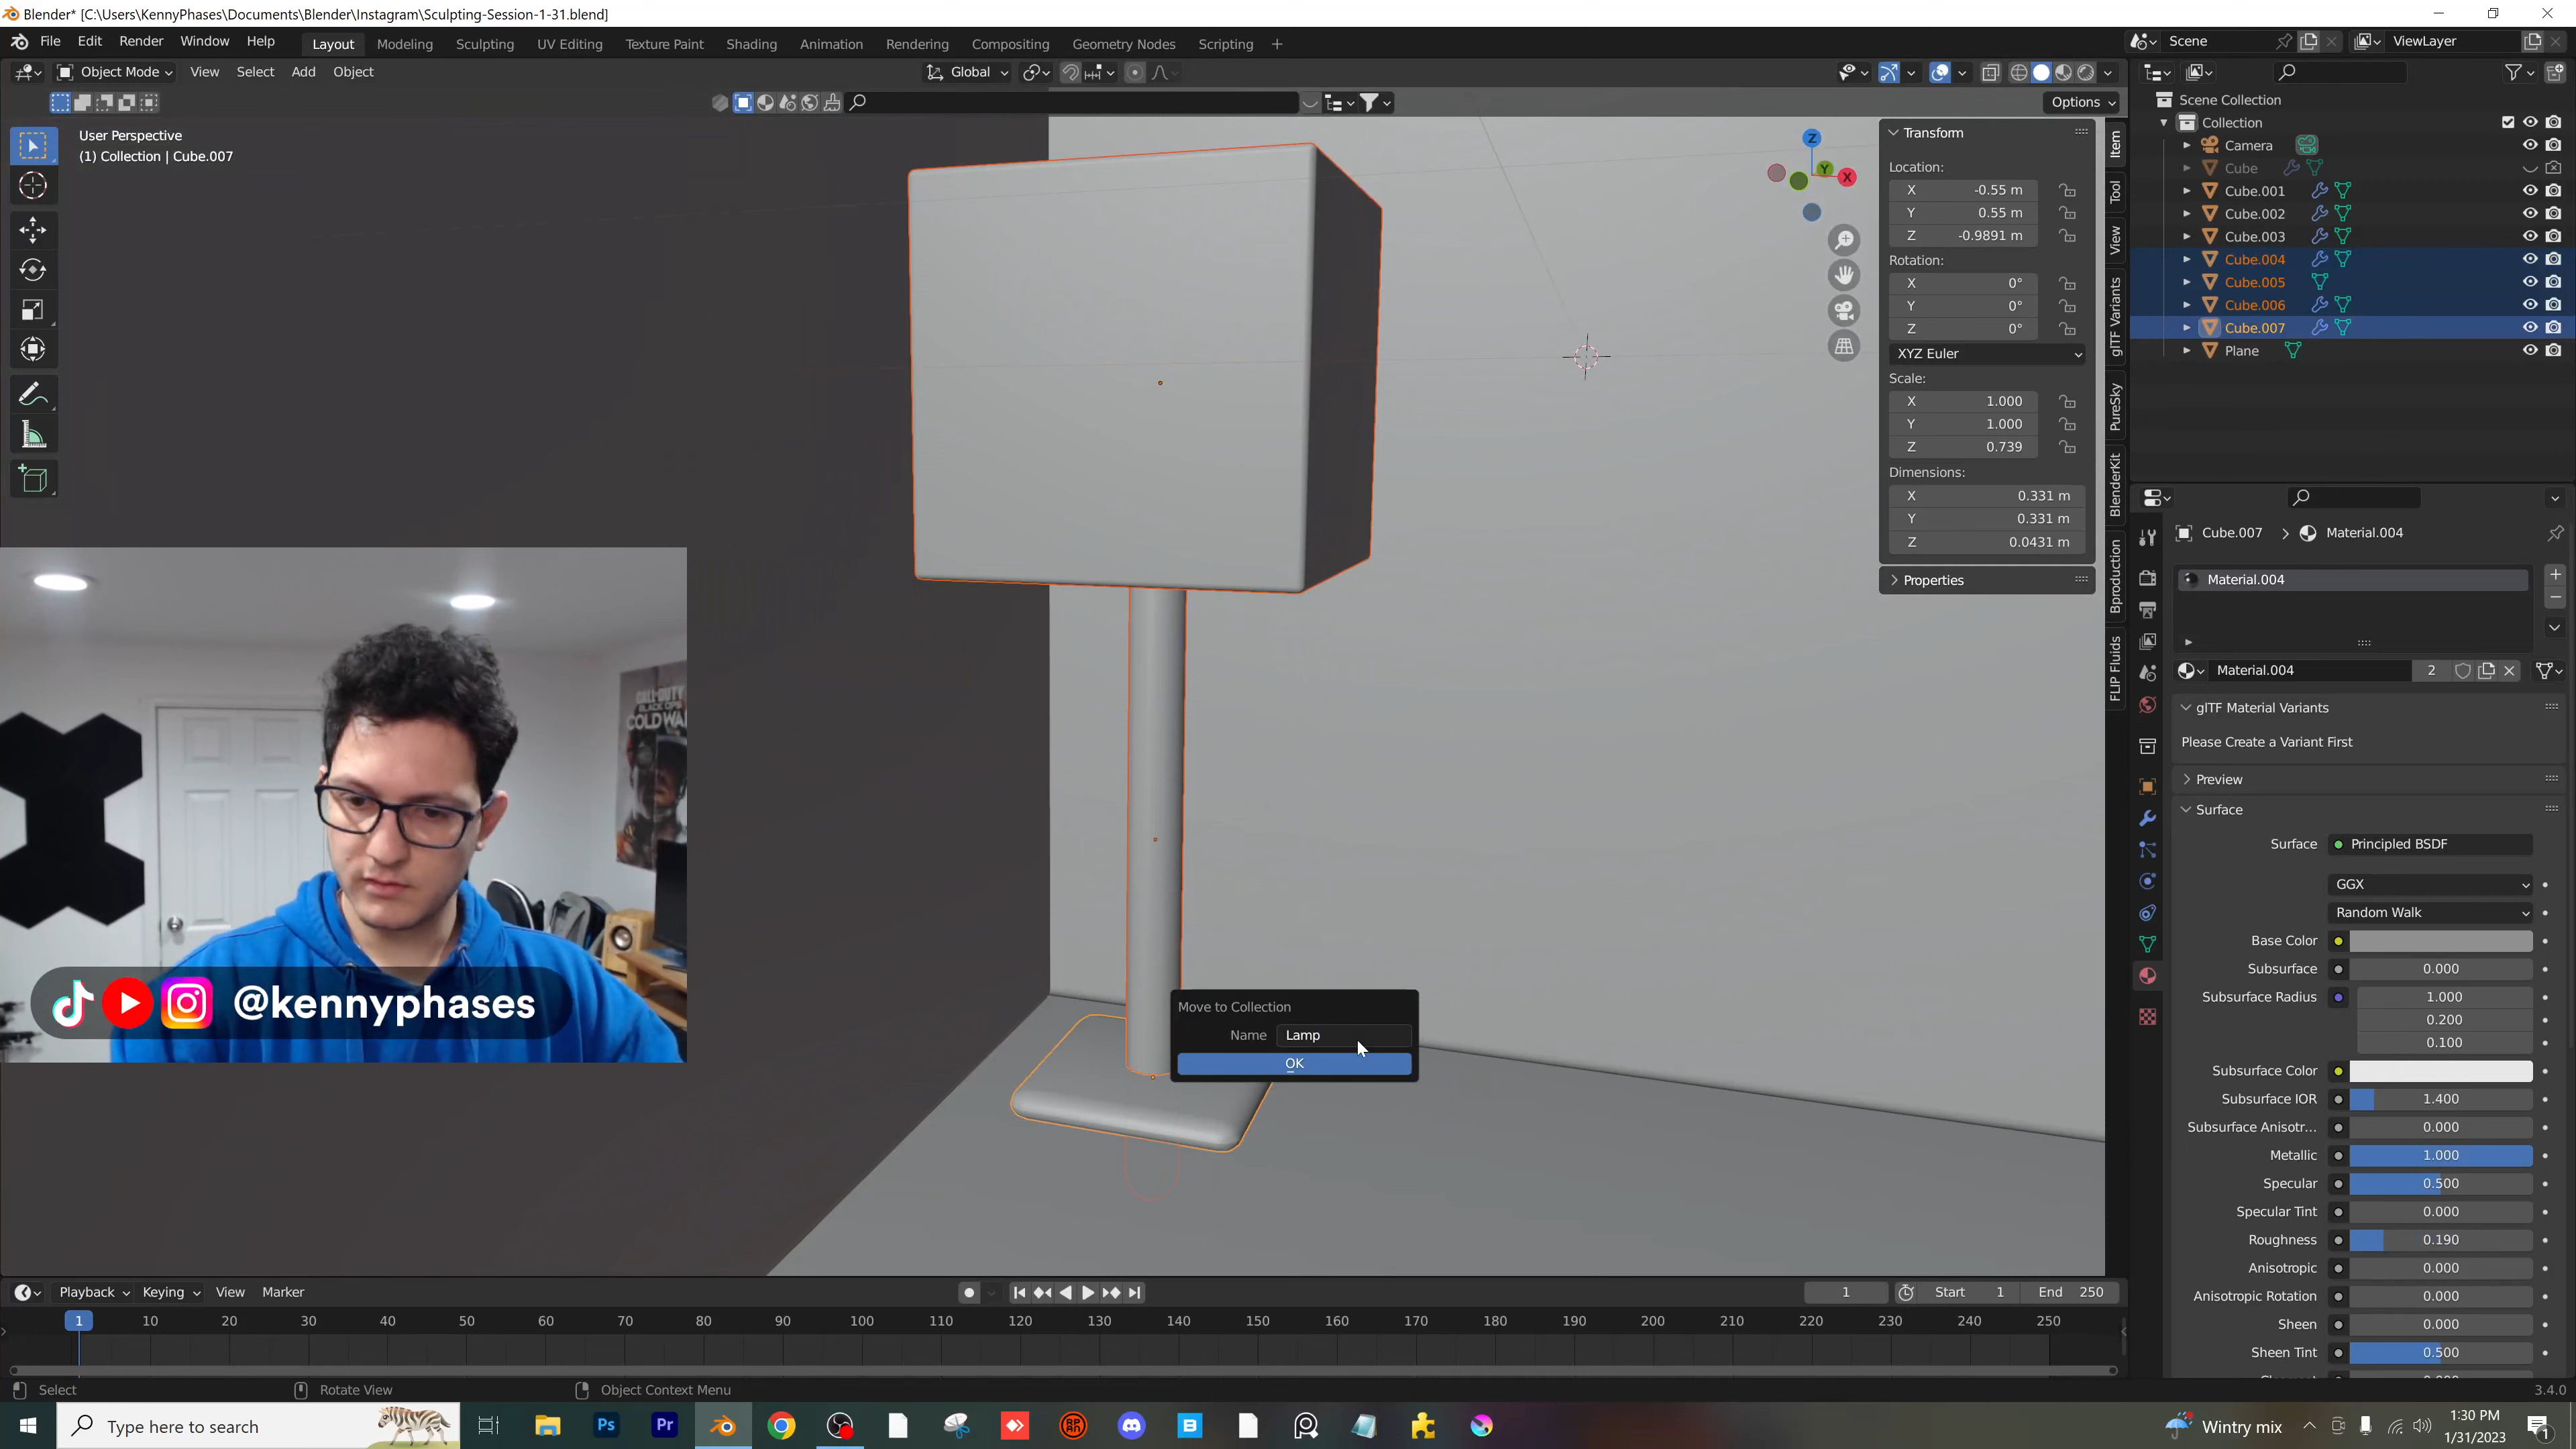 Blender* [C:\Users\KennyPhases\Documents\Blender\Instagram\Sculpting-Session-1-31.blend]
File Edit Render Window Help Layout Modeling Sculpting UV Editing Texture Paint Shading Animation Rendering Compositing Geometry Nodes Scripting + Scene ViewLayer
Object Mode View Select Add Object Global
Options
User Perspective
(1) Collection | Cube.007
Z
Y
X
Transform
Location:
X -0.55 m
Y 0.55 m
Z -0.9891 m
Rotation:
X 0°
Y 0°
Z 0°
XYZ Euler
Scale:
X 1.000
Y 1.000
Z 0.739
Dimensions:
X 0.331 m
Y 0.331 m
Z 0.0431 m
Properties
Item
Tool
View
glTF Variants
PureSky
BlenderKit
Bproduction
FLIP Fluids
Scene Collection
Collection
Camera
Cube
Cube.001
Cube.002
Cube.003
Cube.004
Cube.005
Cube.006
Cube.007
Plane
Cube.007 > Material.004
Material.004
Material.004 2
glTF Material Variants
Please Create a Variant First
Preview
Surface
Surface Principled BSDF
GGX
Random Walk
Base Color
Subsurface 0.000
Subsurface Radius 1.000
0.200
0.100
Subsurface Color
Subsurface IOR 1.400
Subsurface Anisotr... 0.000
Metallic 1.000
Specular 0.500
Specular Tint 0.000
Roughness 0.190
Anisotropic 0.000
Anisotropic Rotation 0.000
Sheen 0.000
Sheen Tint 0.500
Move to Collection
Name Lamp
OK
CALL OF DUTY
BLACK OPS
COLD WAR
@kennyphases
Playback Keying View Marker 1 Start 1 End 250
1 10 20 30 40 50 60 70 80 90 100 110 120 130 140 150 160 170 180 190 200 210 220 230 240 250
Select Rotate View Object Context Menu 3.4.0
Type here to search Ps Pr Wintry mix 1:30 PM
1/31/2023
1